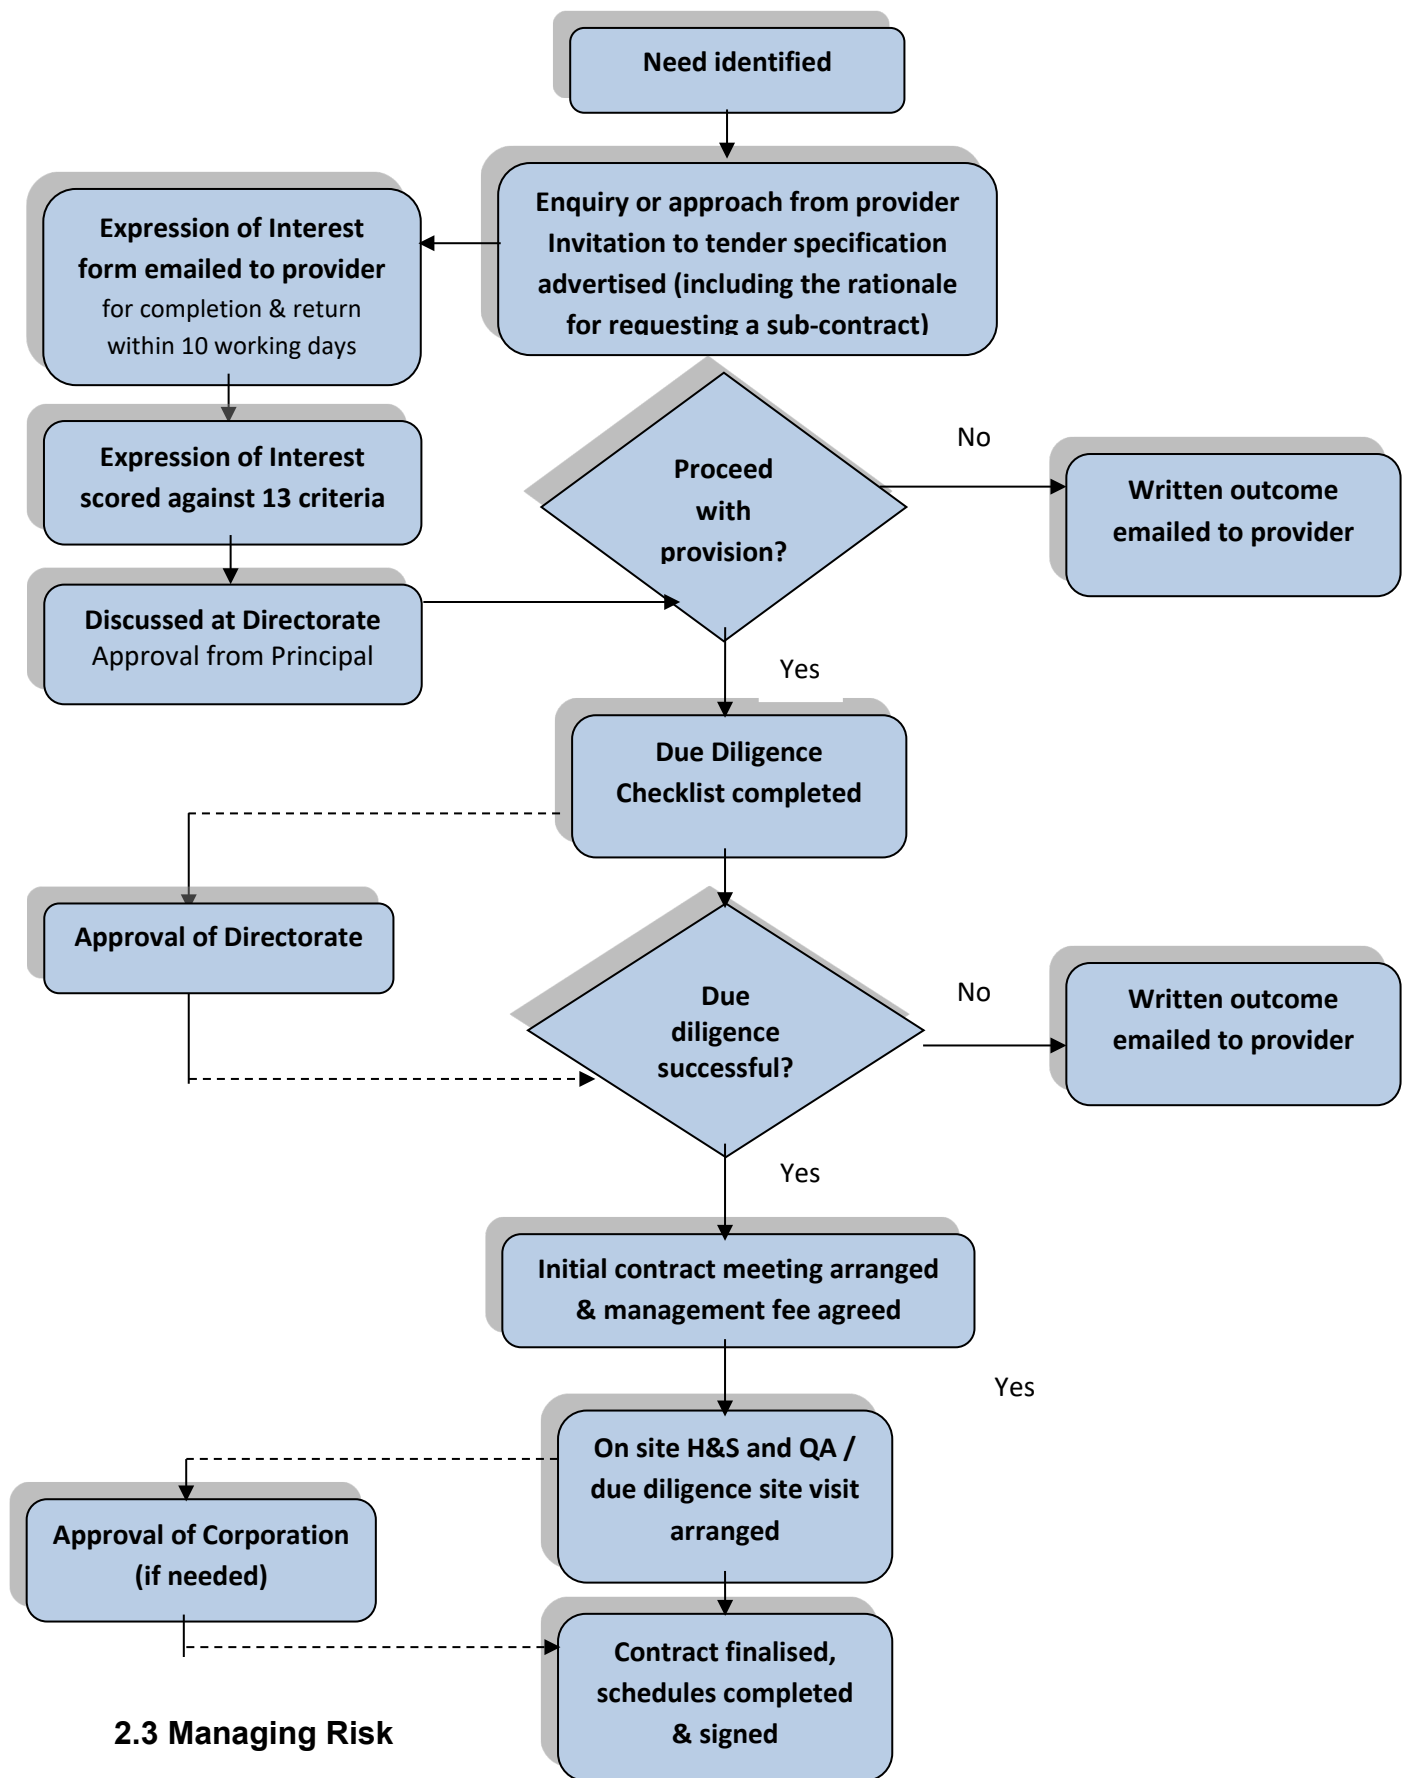 Need identified
Enquiry or approach from provider
Invitation to tender specification
advertised (including the rationale
for requesting a sub-contract)
Expression of Interest
form emailed to provider
for completion & return
within 10 working days
Expression of Interest
scored against 13 criteria
Discussed at Directorate
Approval from Principal
Proceed
with
provision?
No
Written outcome
emailed to provider
Yes
Due Diligence
Checklist completed
Approval of Directorate
Due
diligence
successful?
No
Written outcome
emailed to provider
Yes
Initial contract meeting arranged
& management fee agreed
Yes
On site H&S and QA /
due diligence site visit
arranged
Approval of Corporation
(if needed)
Contract finalised,
schedules completed
& signed
2.3 Managing Risk